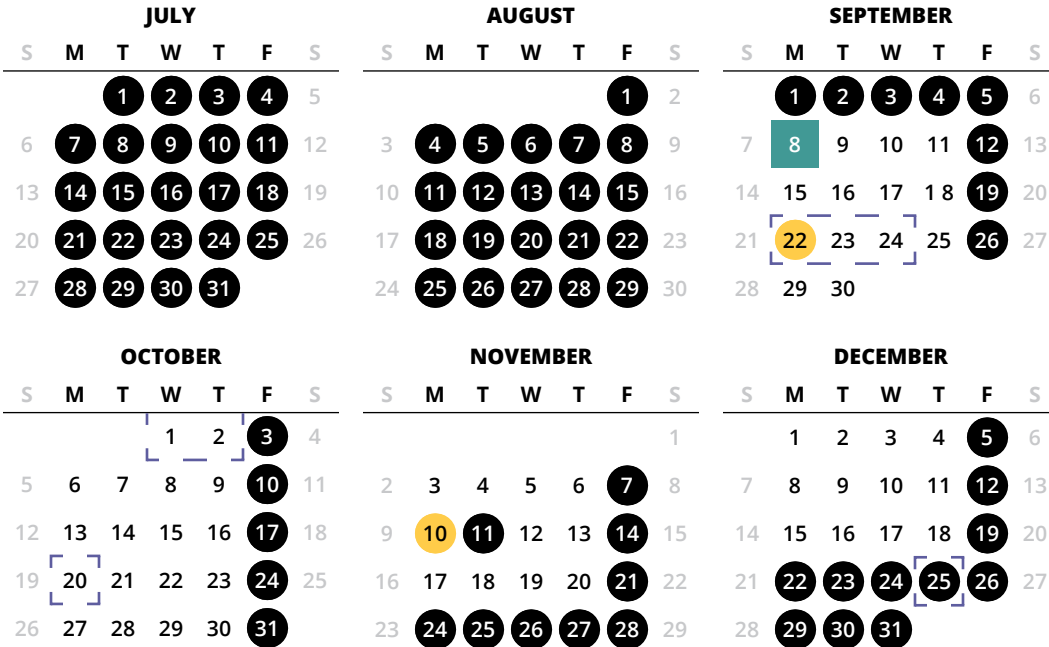 JULY AUGUST SEPTEMBER
S M T W T F S S M T W T F S S M T W T F S
1 2 3 4 5 1 2 1 2 3 4 5 6
6 7 8 9 10 11 12 3 4 5 6 7 8 9 7 8 9 10 11 12 13
13 14 15 16 17 18 19 10 11 12 13 14 15 16 14 15 16 17 1 8 19 20
20 21 22 23 24 25 26 17 18 19 20 21 22 23 21 22 23 24 25 26 27
27 28 29 30 31 24 25 26 27 28 29 30 28 29 30
OCTOBER NOVEMBER DECEMBER
S M T W T F S S M T W T F S S M T W T F S
1 2 3 4 1 1 2 3 4 5 6
5 6 7 8 9 10 11 2 3 4 5 6 7 8 7 8 9 10 11 12 13
12 13 14 15 16 17 18 9 10 11 12 13 14 15 14 15 16 17 18 19 20
19 20 21 22 23 24 25 16 17 18 19 20 21 22 21 22 23 24 25 26 27
26 27 28 29 30 31 23 24 25 26 27 28 29 28 29 30 31